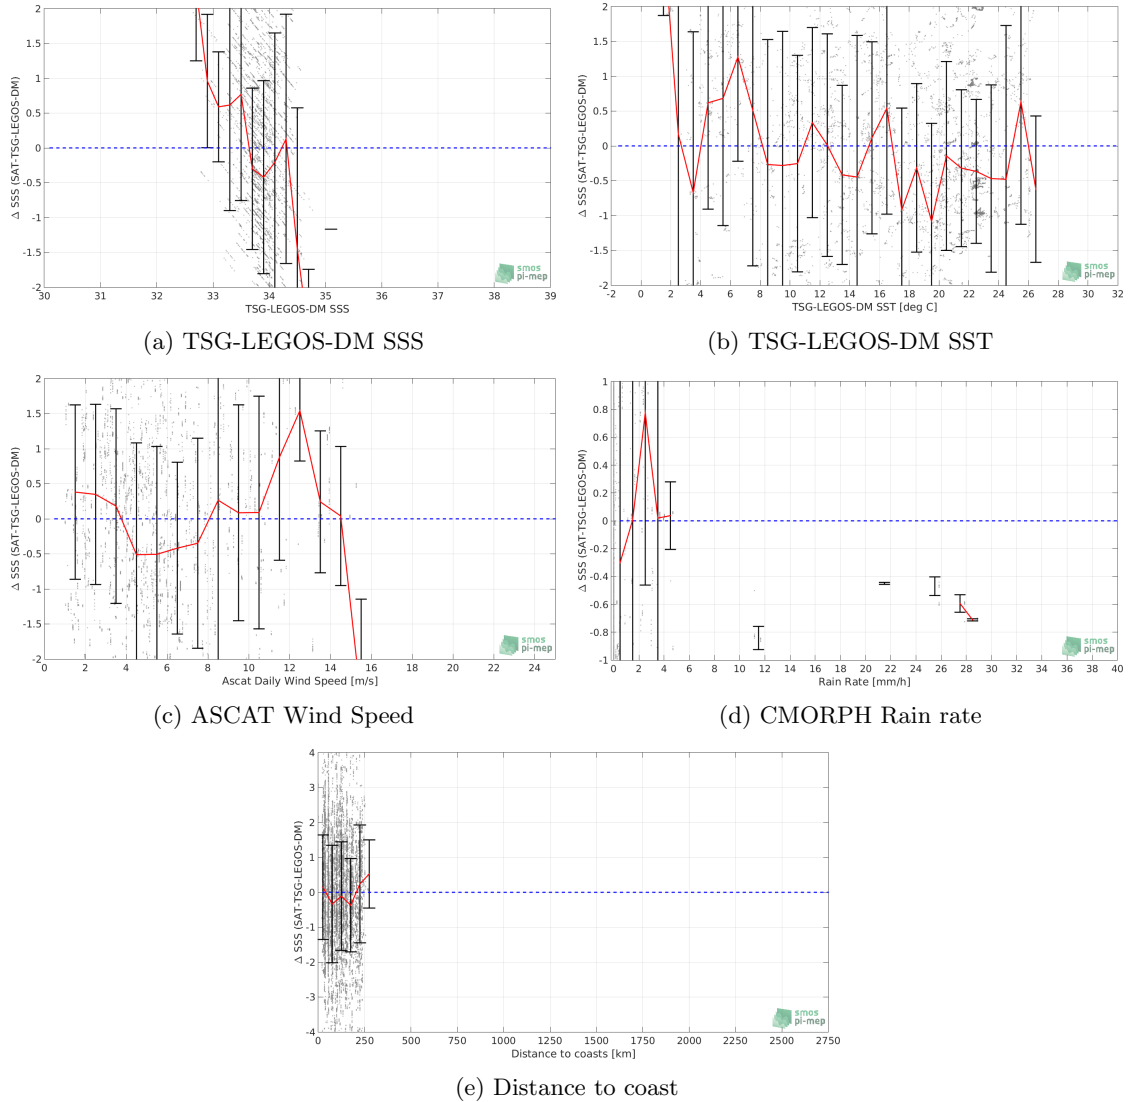 2
1.5
1
0.5
0
-0.5
-1
-1.5
-2
Δ SSS (SAT-TSG-LEGOS-DM)
30 31 32 33 34 35 36 37 38 39
TSG-LEGOS-DM SSS
smos
pi-mep
(a) TSG-LEGOS-DM SSS
2
1.5
1
0.5
0
-0.5
-1
-1.5
-2
Δ SSS (SAT-TSG-LEGOS-DM)
-2 0 2 4 6 8 10 12 14 16 18 20 22 24 26 28 30 32
TSG-LEGOS-DM SST [deg C]
smos
pi-mep
(b) TSG-LEGOS-DM SST
2
1.5
1
0.5
0
-0.5
-1
-1.5
-2
Δ SSS (SAT-TSG-LEGOS-DM)
0 2 4 6 8 10 12 14 16 18 20 22 24
Ascat Daily Wind Speed [m/s]
smos
pi-mep
(c) ASCAT Wind Speed
1
0.8
0.6
0.4
0.2
0
-0.2
-0.4
-0.6
-0.8
-1
Δ SSS (SAT-TSG-LEGOS-DM)
0 2 4 6 8 10 12 14 16 18 20 22 24 26 28 30 32 34 36 38 40
Rain Rate [mm/h]
smos
pi-mep
(d) CMORPH Rain rate
4
3
2
1
0
-1
-2
-3
-4
Δ SSS (SAT-TSG-LEGOS-DM)
0 250 500 750 1000 1250 1500 1750 2000 2250 2500 2750
Distance to coasts [km]
smos
pi-mep
(e) Distance to coast